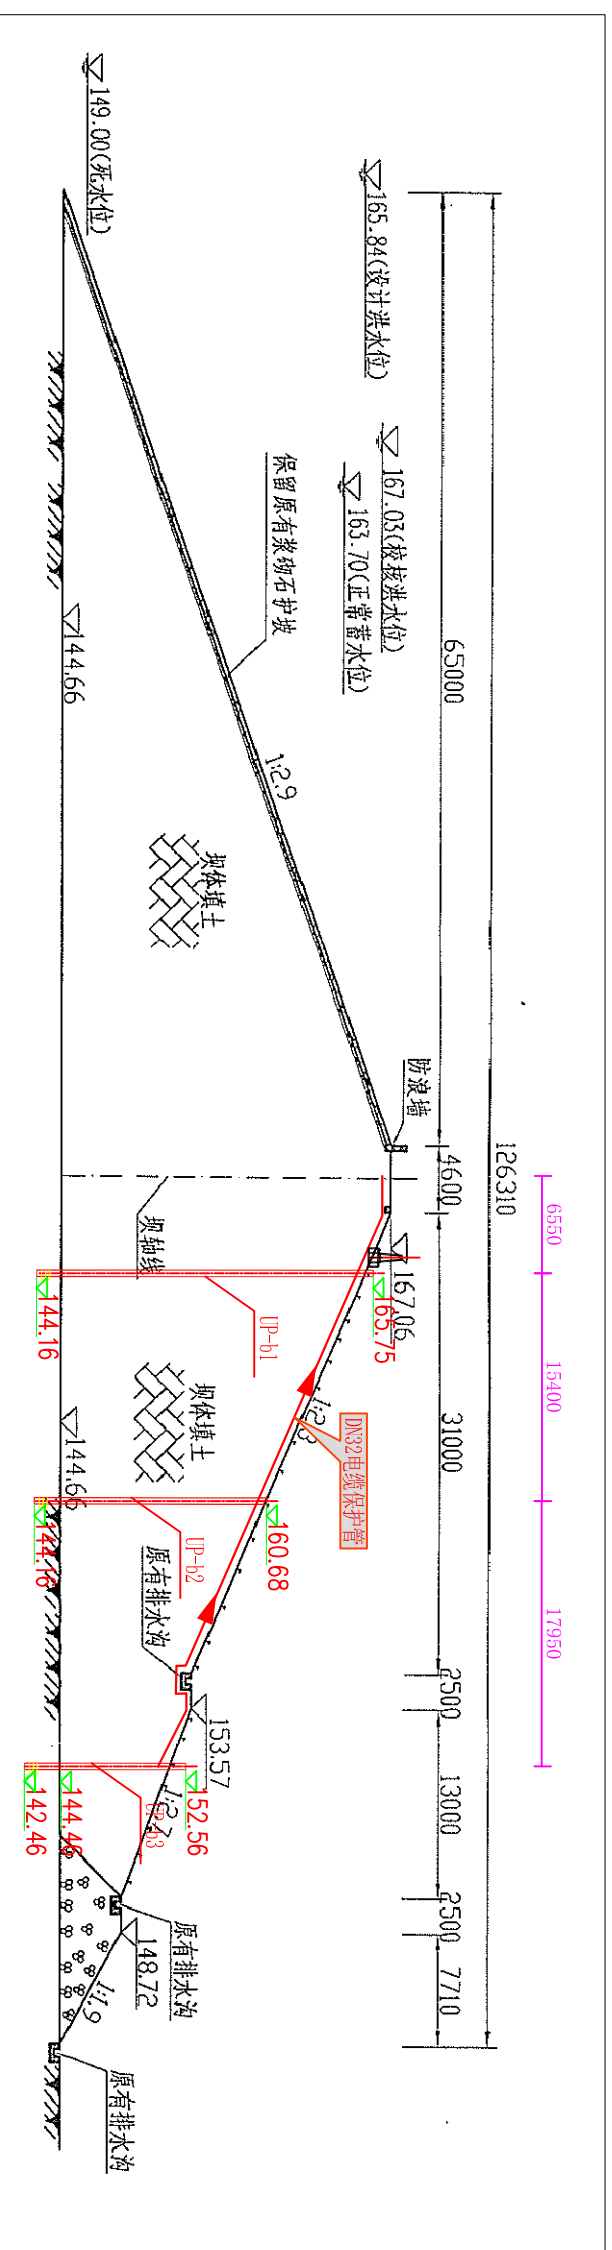 6550
15400
17950
126310
65000
4600
31000
2500
13000
2500
7710
149.00(死水位)
165.84(设计洪水位)
167.03(校核洪水位)
163.70(正常蓄水位)
保留原有浆砌石护坡
1:2.9
144.66
坝体填土
防浪墙
坝轴线
167.06
165.75
144.16
UP-b1
1:2.3
DN32电缆保护管
坝体填土
144.66
160.68
144.16
UP-b2
原有排水沟
153.57
152.56
144.46
142.46
UP-b3
1:2.7
原有排水沟
148.72
1:1.9
原有排水沟